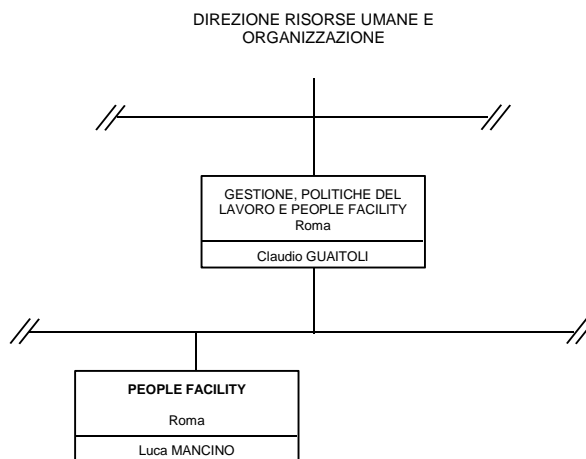 DIREZIONE RISORSE UMANE E
ORGANIZZAZIONE
GESTIONE, POLITICHE DEL
LAVORO E PEOPLE FACILITY
Roma
Claudio GUAITOLI
PEOPLE FACILITY
Roma
Luca MANCINO